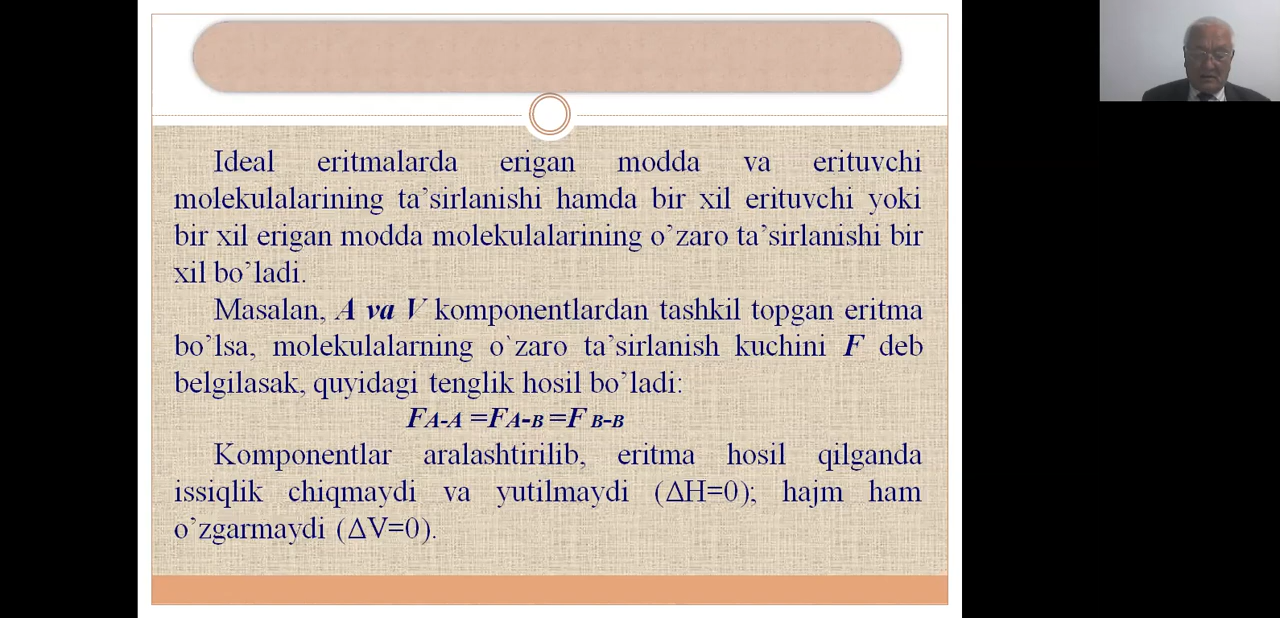 Ideal eritmalarda erigan modda va erituvchi
molekulalarining ta’sirlanishi hamda bir xil erituvchi yoki
bir xil erigan modda molekulalarining o’zaro ta’sirlanishi bir
xil bo’ladi.
Masalan, A va V komponentlardan tashkil topgan eritma
bo’lsa, molekulalarning o`zaro ta’sirlanish kuchini F deb
belgilasak, quyidagi tenglik hosil bo’ladi:
FA-A =FA-B =F B-B
Komponentlar aralashtirilib, eritma hosil qilganda
issiqlik chiqmaydi va yutilmaydi (ΔH=0); hajm ham
o’zgarmaydi (ΔV=0).